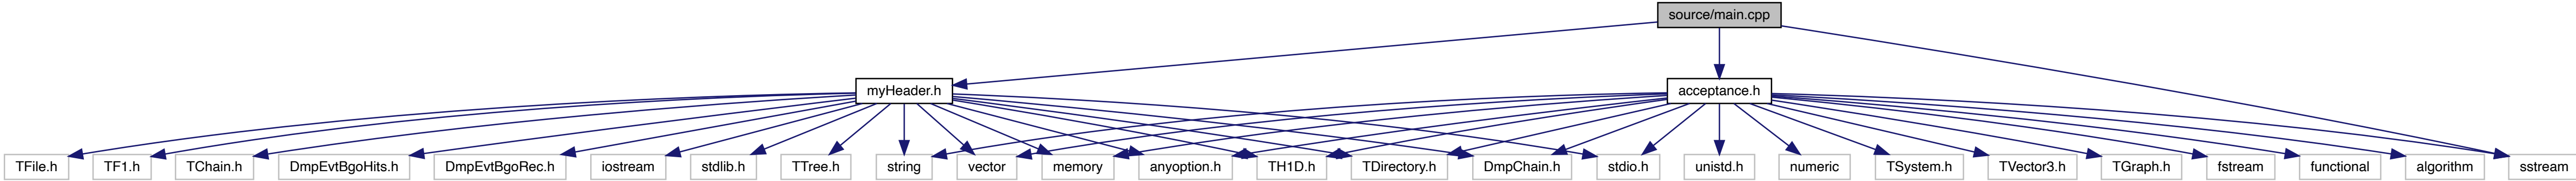 source/main.cpp
myHeader.h
acceptance.h
TFile.h
TF1.h
TChain.h
DmpEvtBgoHits.h
DmpEvtBgoRec.h
iostream
stdlib.h
TTree.h
string
vector
memory
anyoption.h
TH1D.h
TDirectory.h
DmpChain.h
stdio.h
unistd.h
numeric
TSystem.h
TVector3.h
TGraph.h
fstream
functional
algorithm
sstream